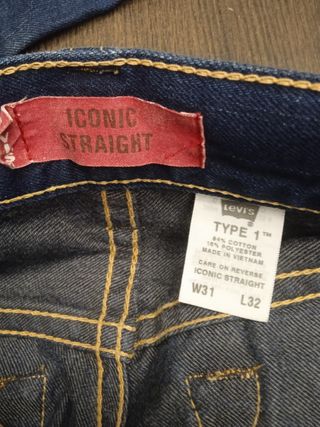 ICONIC
STRAIGHT
Levi's
TYPE 1™
84% COTTON
16% POLYESTER
MADE IN VIETNAM
CARE ON REVERSE
ICONIC STRAIGHT
W31 L32